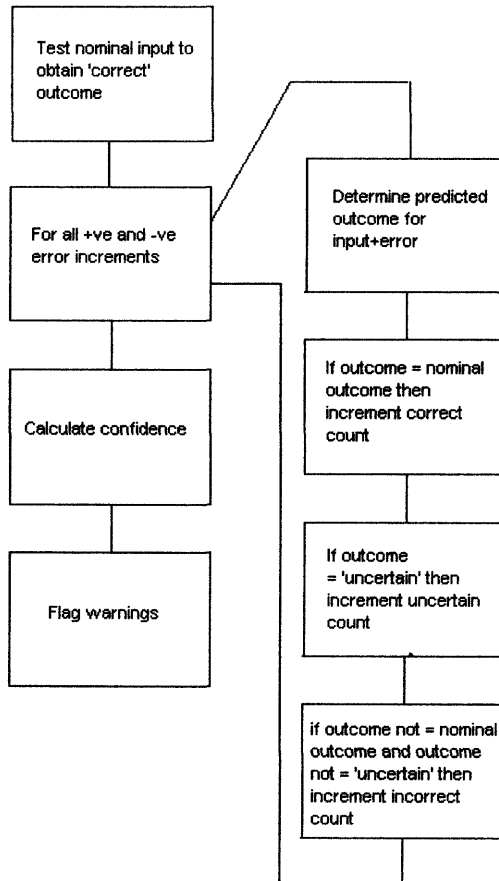 Test nominal input to
obtain 'correct'
outcome
For all +ve and -ve
error increments
Calculate confidence
Flag warnings
Determine predicted
outcome for
input+error
If outcome = nominal
outcome then
increment correct
count
If outcome
= 'uncertain' then
increment uncertain
count
if outcome not = nominal
outcome and outcome
not = 'uncertain' then
increment incorrect
count